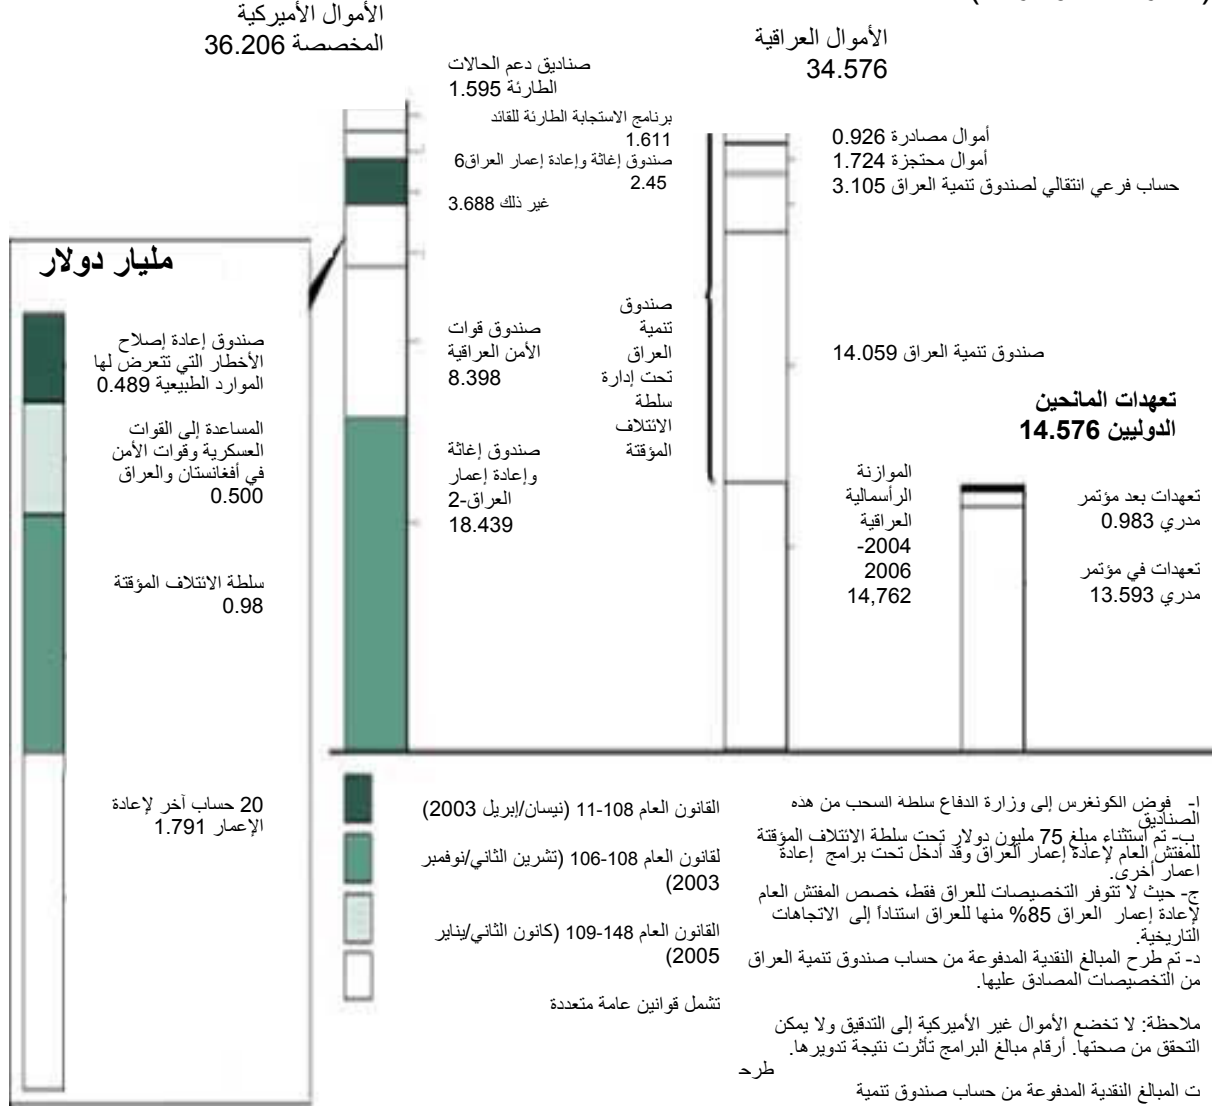 الأموال الأميركية
المخصصة 36.206
الأموال العراقية
34.576
صناديق دعم الحالات
الطارئة 1.595
برنامج الاستجابة الطارئة للقائد
1.611
صندوق إغاثة وإعادة إعمار العراق6
2.45
غير ذلك 3.688
أموال مصادرة 0.926
أموال محتجزة 1.724
حساب فرعي انتقالي لصندوق تنمية العراق 3.105
مليار دولار
صندوق إعادة إصلاح
الأخطار التي تتعرض لها
الموارد الطبيعية 0.489
المساعدة إلى القوات
العسكرية وقوات الأمن
في أفغانستان والعراق
0.500
سلطة الائتلاف المؤقتة
0.98
20 حساب آخر لإعادة
الإعمار 1.791
صندوق قوات
الأمن العراقية
8.398
صندوق إغاثة
وإعادة إعمار
العراق-2
18.439
صندوق
تنمية
العراق
تحت إدارة
سلطة
الائتلاف
المؤقتة
صندوق تنمية العراق 14.059
تعهدات المانحين
الدوليين 14.576
الموازنة
الرأسمالية
العراقية
2004-
2006
14,762
تعهدات بعد مؤتمر
مدري 0.983
تعهدات في مؤتمر
مدري 13.593
القانون العام 108-11 (نيسان/إبريل 2003)
لقانون العام 108-106 (تشرين الثاني/نوفمبر
2003)
القانون العام 148-109 (كانون الثاني/يناير
2005)
تشمل قوانين عامة متعددة
ا- فوض الكونغرس إلى وزارة الدفاع سلطة السحب من هذه
الصناديق
ب- تم استثناء مبلغ 75 مليون دولار تحت سلطة الائتلاف المؤقتة
للمفتش العام لإعادة إعمار العراق وقد أدخل تحت برامج إعادة
اعمار أخرى.
ج- حيث لا تتوفر التخصيصات للعراق فقط، خصص المفتش العام
لإعادة إعمار العراق 85% منها للعراق استناداً إلى الاتجاهات
التاريخية.
د- تم طرح المبالغ النقدية المدفوعة من حساب صندوق تنمية العراق
من التخصيصات المصادق عليها.
ملاحظة: لا تخضع الأموال غير الأميركية إلى التدقيق ولا يمكن
التحقق من صحتها. أرقام مبالغ البرامج تأثرت نتيجة تدويرها.
طرحـ
ت المبالغ النقدية المدفوعة من حساب صندوق تنمية